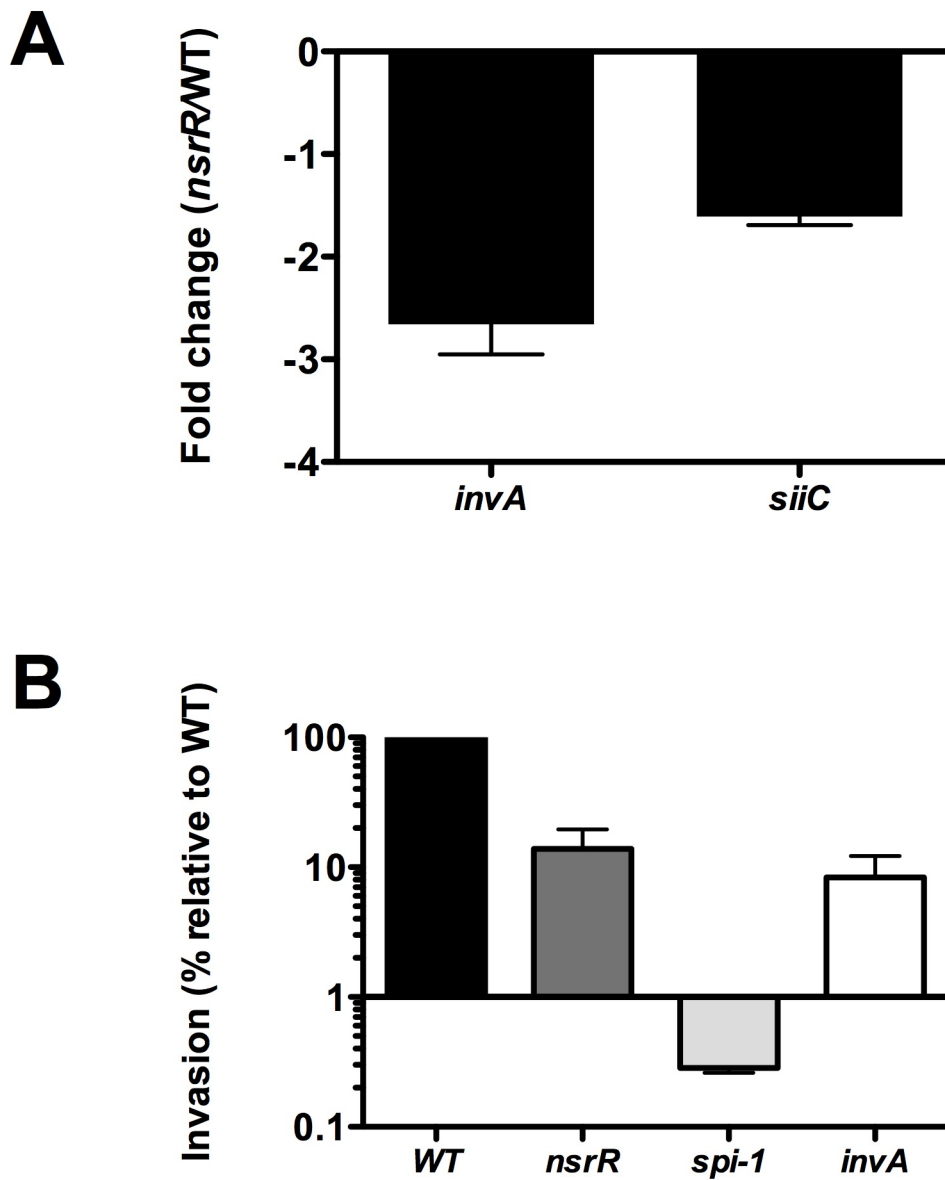 A
Fold change (nsrR/WT)
0
-1
-2
-3
-4
invA siiC
B
Invasion (% relative to WT)
100
10
1
0.1
WT nsrR spi-1 invA